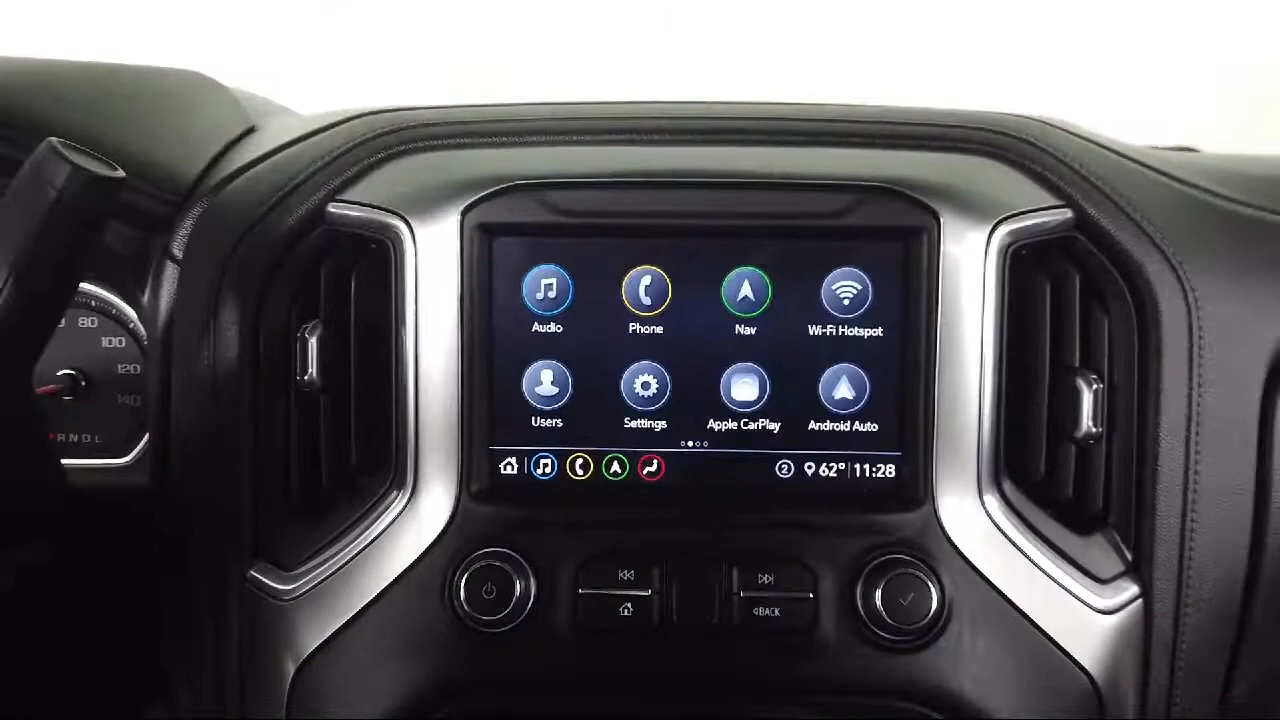 80
100
120
140
R N D L
Audio
Phone
Nav
Wi-Fi Hotspot
Users
Settings
Apple CarPlay
Android Auto
2 62° 11:28
BACK